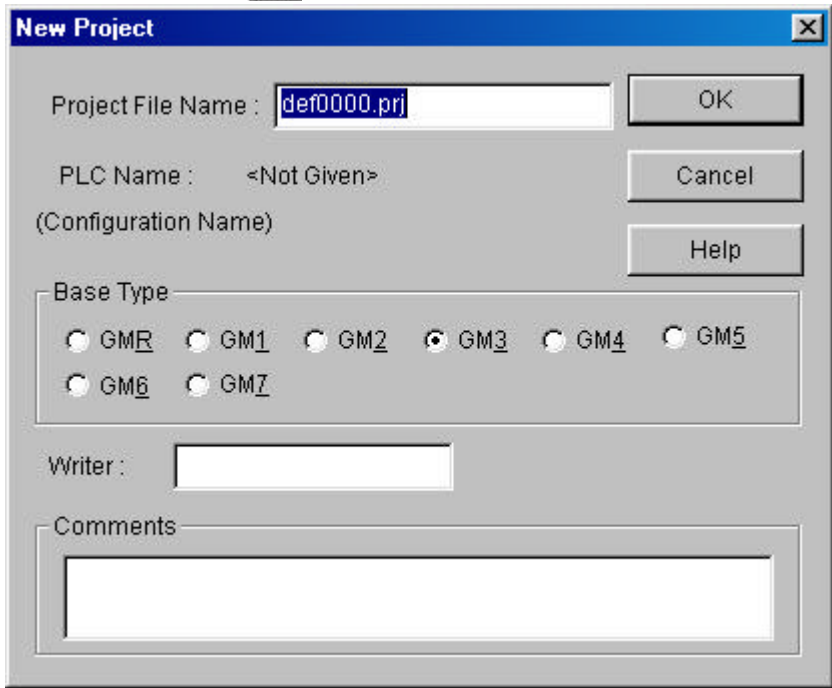 New Project
Project File Name : def0000.prj OK
PLC Name : <Not Given> Cancel
(Configuration Name)
Help
Base Type
GMR GM1 GM2 GM3 GM4 GM5
GM6 GM7
Writer :
Comments